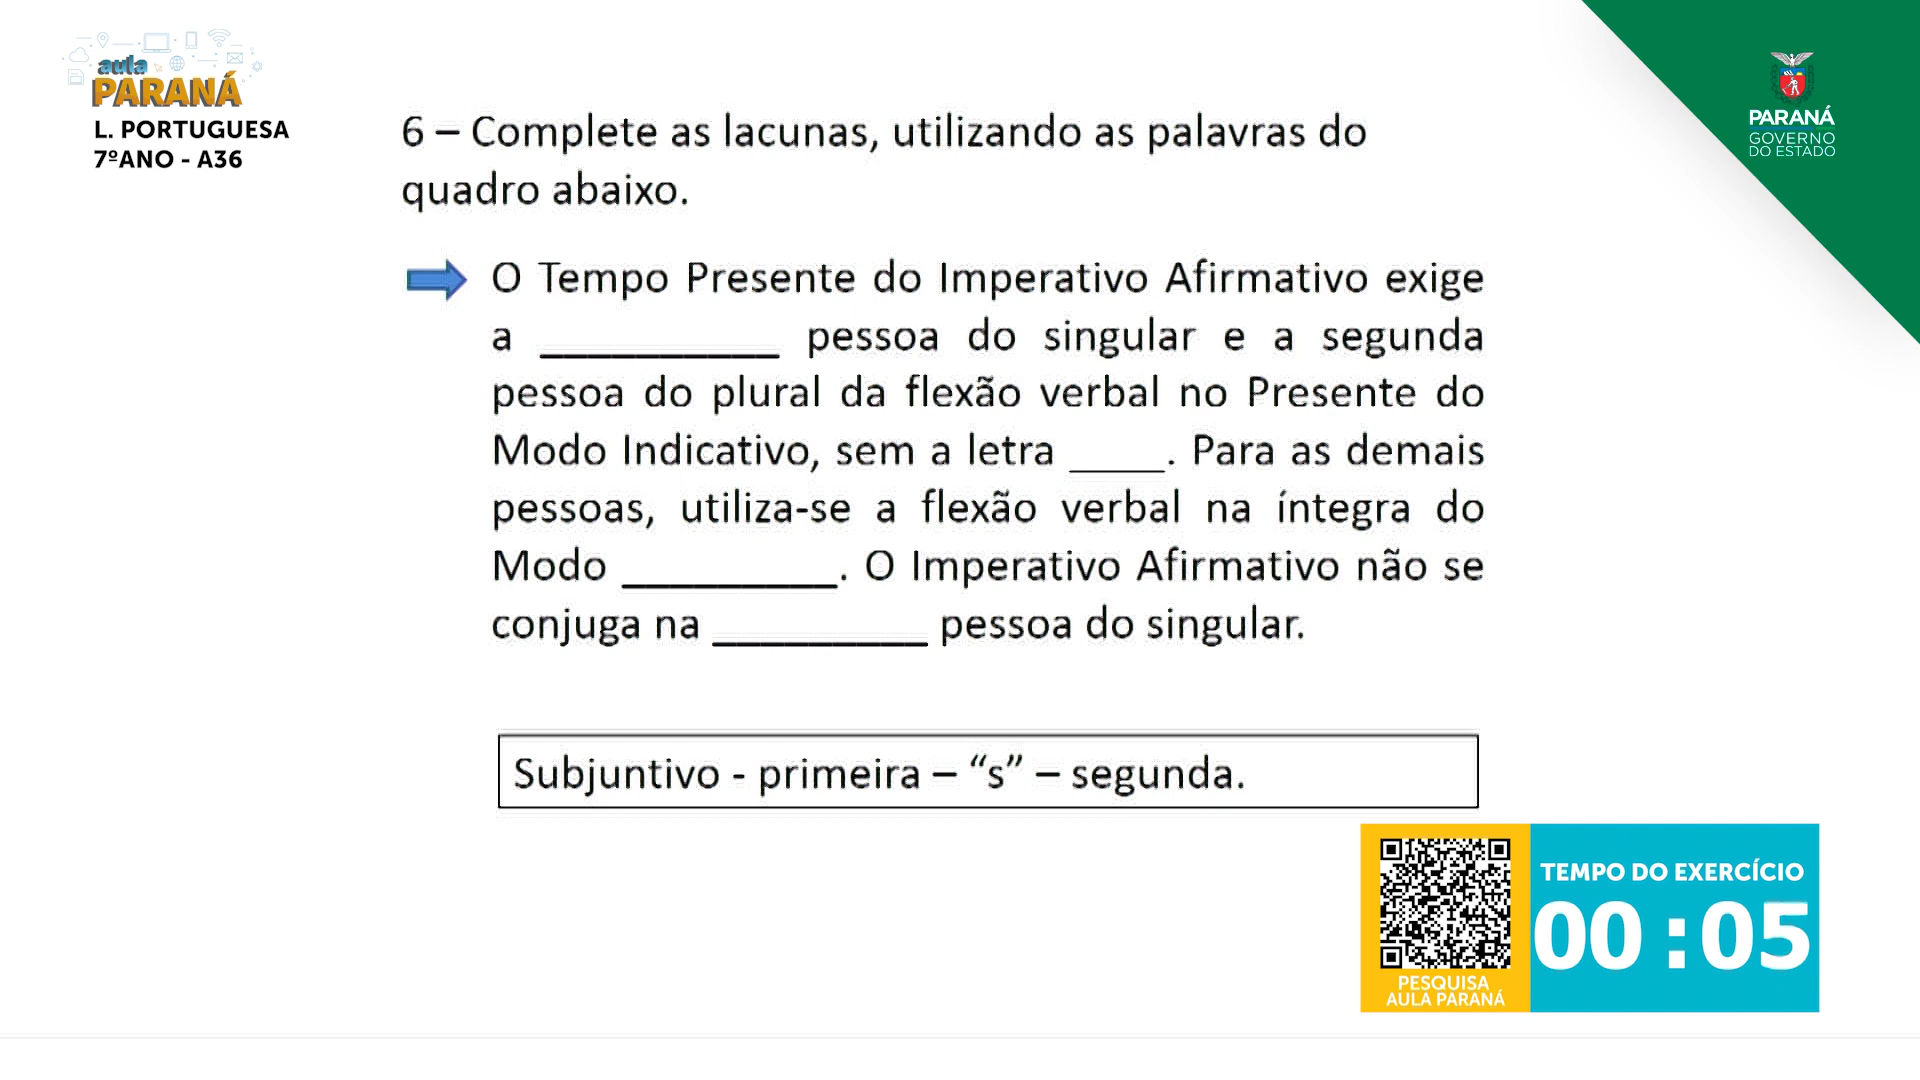 aula
PARANÁ
L. PORTUGUESA
7ºANO - A36
PARANÁ
GOVERNO
DO ESTADO
6 – Complete as lacunas, utilizando as palavras do
quadro abaixo.
O Tempo Presente do Imperativo Afirmativo exige
a __________ pessoa do singular e a segunda
pessoa do plural da flexão verbal no Presente do
Modo Indicativo, sem a letra ____. Para as demais
pessoas, utiliza-se a flexão verbal na íntegra do
Modo _________. O Imperativo Afirmativo não se
conjuga na _________ pessoa do singular.
Subjuntivo - primeira – “s” – segunda.
PESQUISA
AULA PARANÁ
TEMPO DO EXERCÍCIO
00 :05